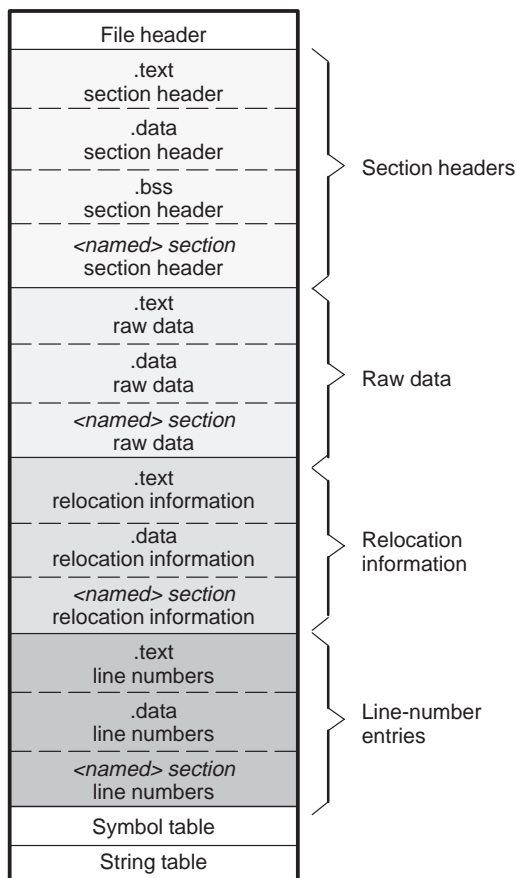 File header
.text
section header
.data
section header
.bss
section header
<named> section
section header
Section headers
.text
raw data
.data
raw data
<named> section
raw data
Raw data
.text
relocation information
.data
relocation information
<named> section
relocation information
Relocation
information
.text
line numbers
.data
line numbers
<named> section
line numbers
Line-number
entries
Symbol table
String table